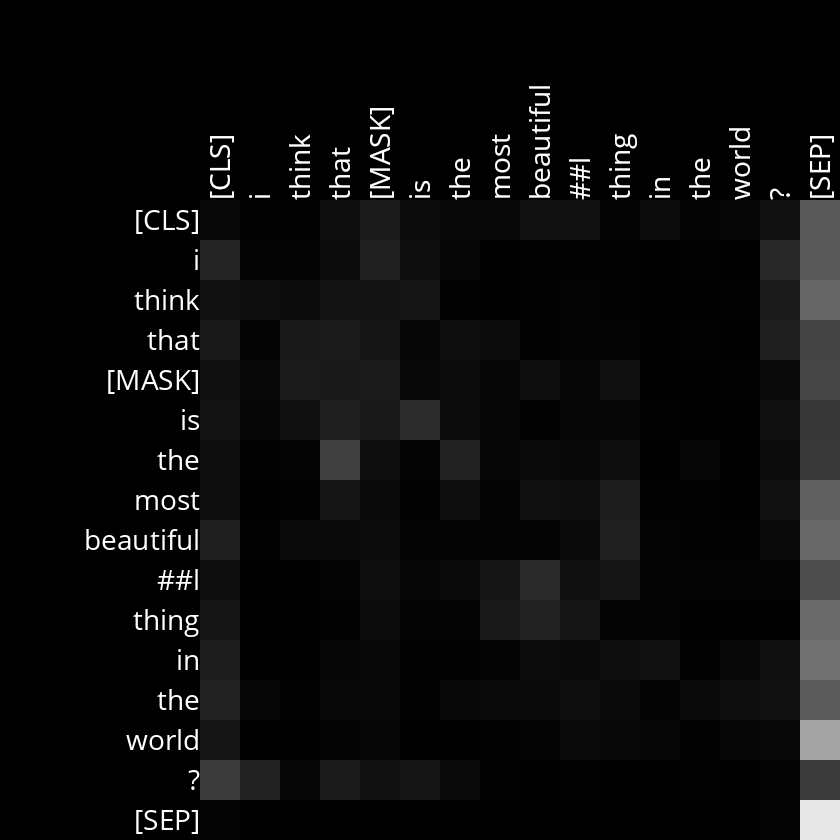 [CLS] i think that [MASK] is the most beautiful ##l thing in the world ? [SEP]
[CLS]
i
think
that
[MASK]
is
the
most
beautiful
##l
thing
in
the
world
?
[SEP]